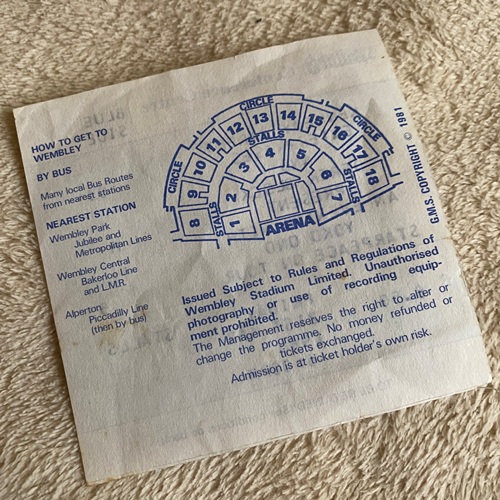 HOW TO GET TO
WEMBLEY
BY BUS
Many local Bus Routes
from nearest stations
NEAREST STATION
Wembley Park
Jubilee and
Metropolitan Lines
Wembley Central
Bakerloo Line
and L.M.R.
Alperton
Piccadilly Line
(then by bus)
CIRCLE
CIRCLE
CIRCLE
STALLS
STALLS
STALLS
8 9 10 11 12 13 14 15 16 17 18
1 2 3 4 5 6 7
ARENA
G.M.S. COPYRIGHT © 1981
Issued Subject to Rules and Regulations of
Wembley Stadium Limited. Unauthorised
photography or use of recording equip-
ment prohibited.
The Management reserves the right to alter or
change the programme. No money refunded or
tickets exchanged.
Admission is at ticket holder's own risk.